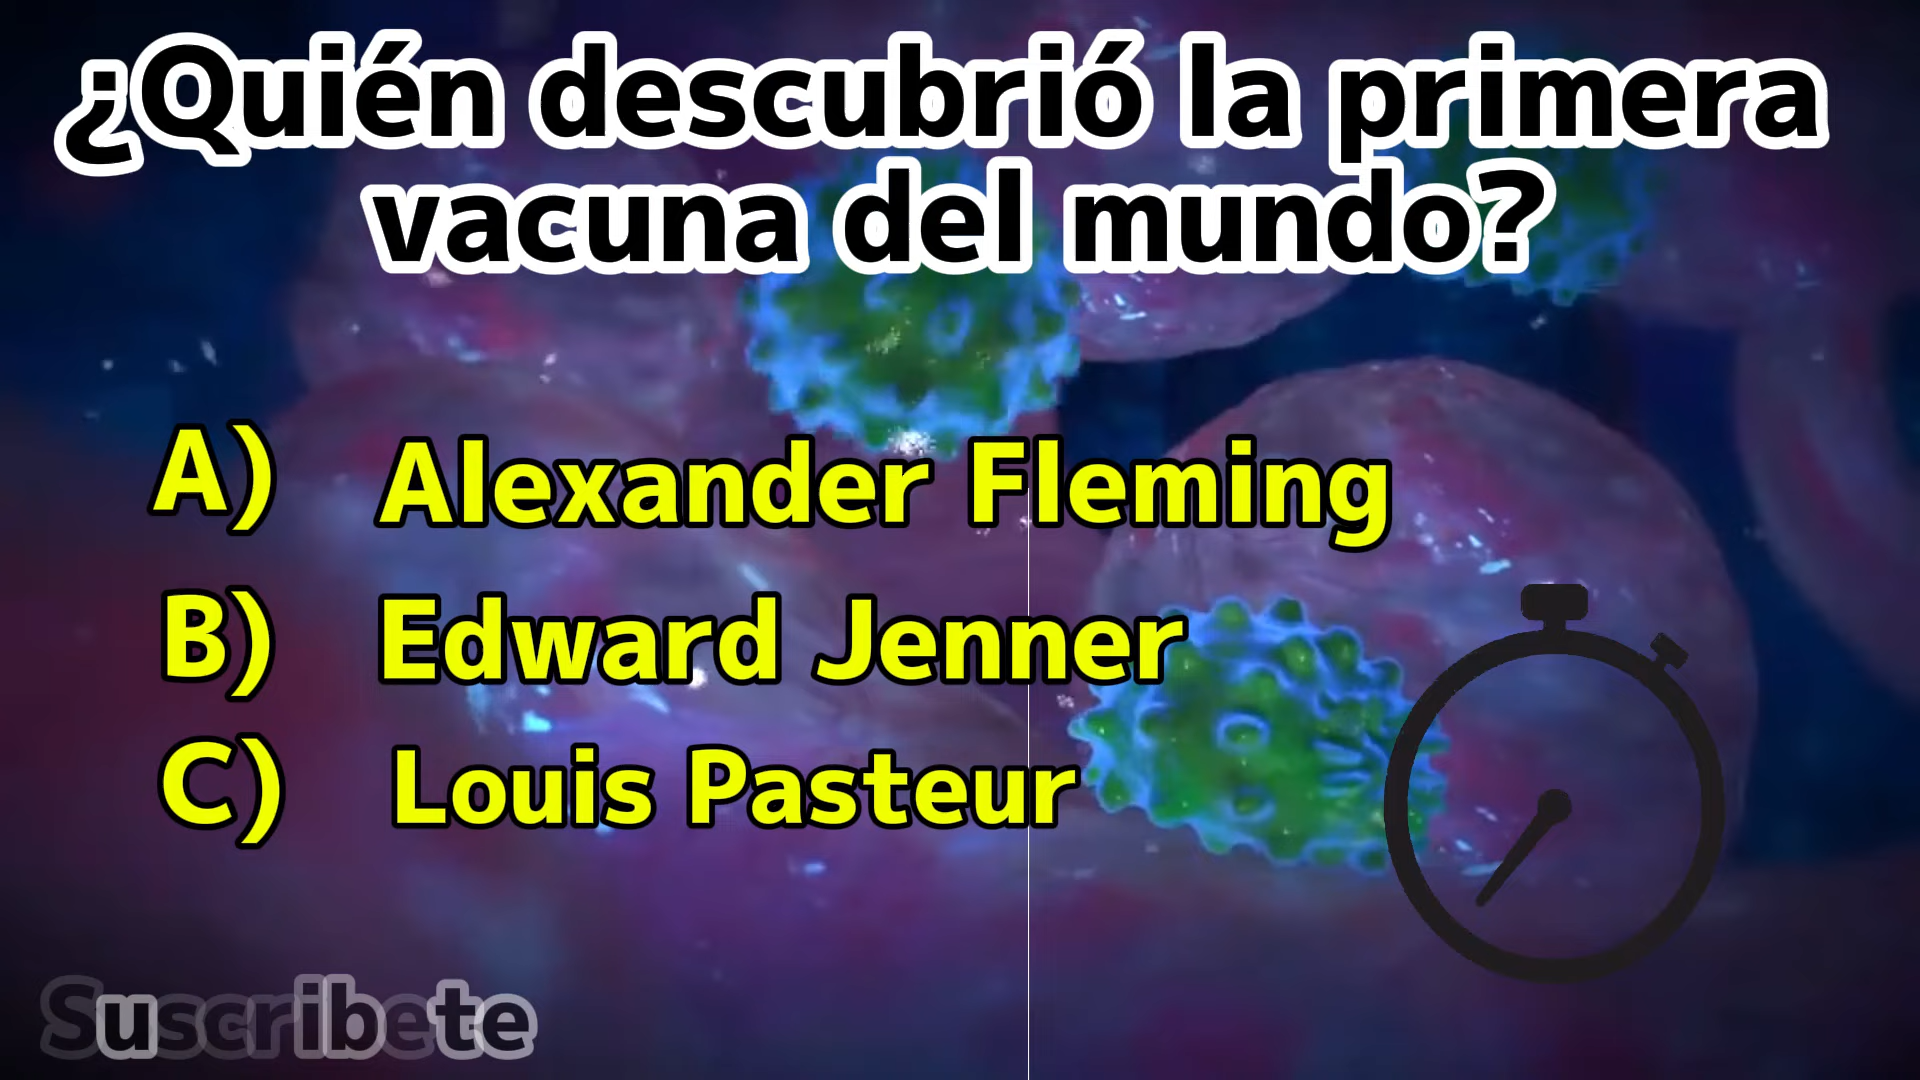 ¿Quién descubrió la primera
vacuna del mundo?
A) Alexander Fleming
B) Edward Jenner
C) Louis Pasteur
Suscribete